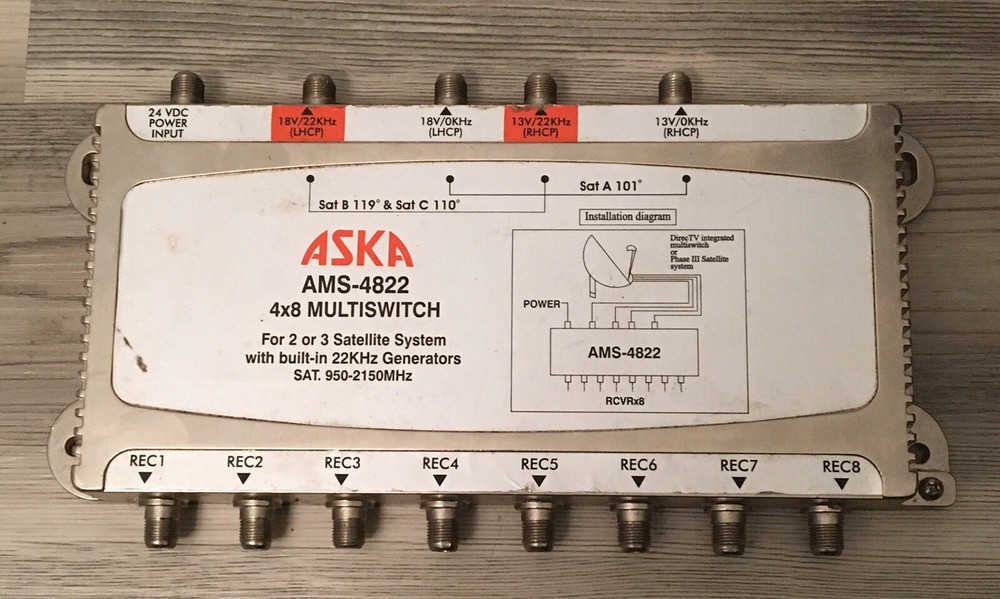 24 VDC
POWER
INPUT
18V/22KHz
(LHCP)
18V/0KHz
(LHCP)
13V/22KHz
(RHCP)
13V/0KHz
(RHCP)
Sat A 101°
Sat B 119° & Sat C 110°
Installation diagram
ASKA
AMS-4822
4x8 MULTISWITCH
For 2 or 3 Satellite System
with built-in 22KHz Generators
SAT. 950-2150MHz
DirecTV integrated
multiswitch
or
Phase III Satellite
system
POWER
AMS-4822
RCVRx8
REC1
REC2
REC3
REC4
REC5
REC6
REC7
REC8